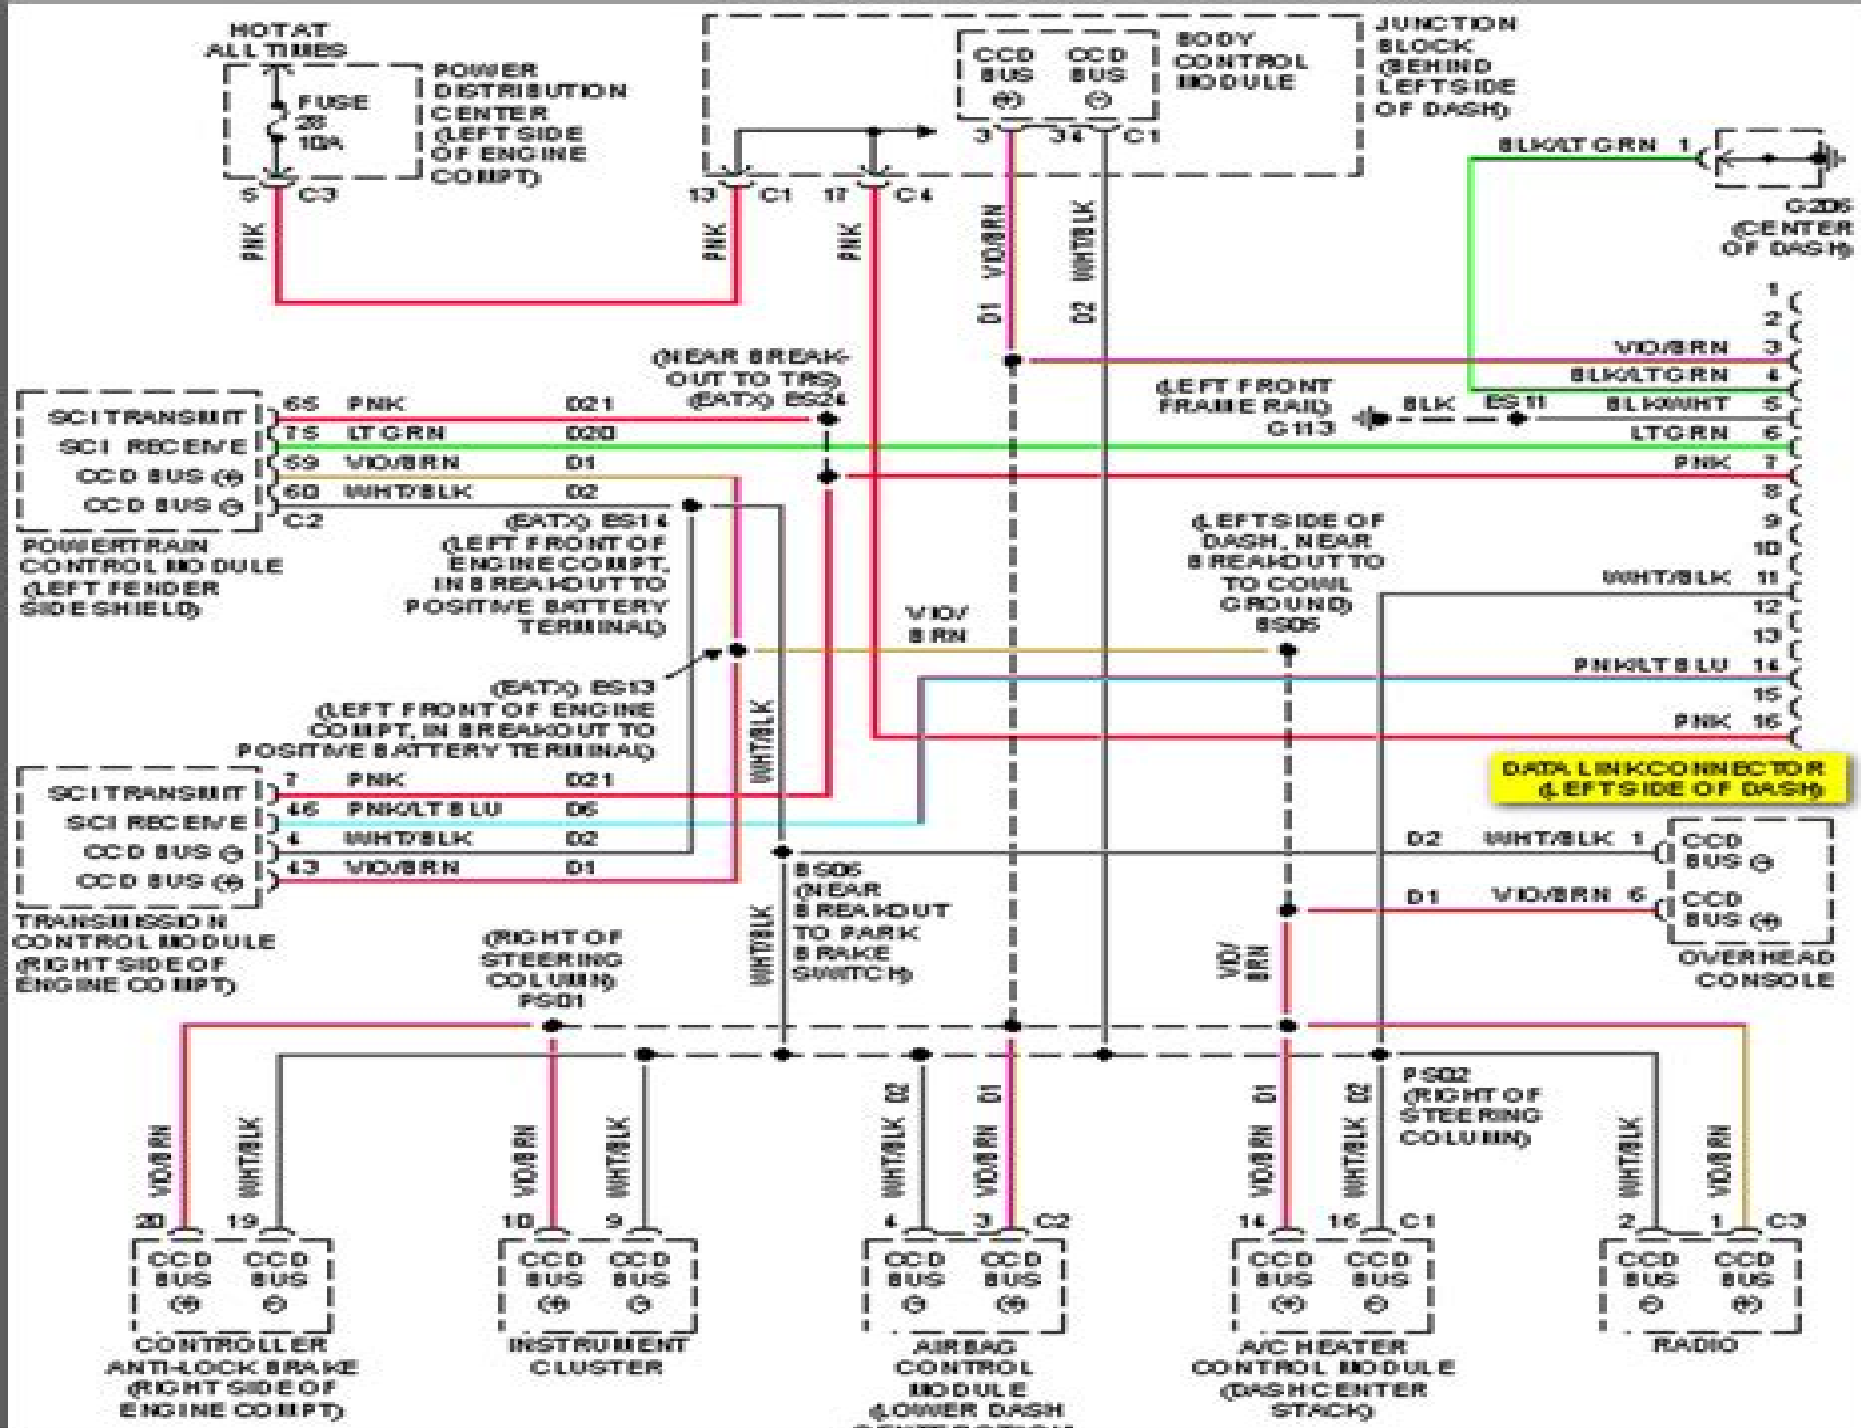 HOT AT
ALL TIMES
FUSE
28
10A
POWER
DISTRIBUTION
CENTER
(LEFT SIDE
OF ENGINE
COMPT)
5 C3
PNK
CCD CCD
BUS BUS
(+) (-)
BODY
CONTROL
MODULE
JUNCTION
BLOCK
(BEHIND
LEFT SIDE
OF DASH)
3 34 C1
13 C1 17 C4
PNK
PNK
D1 VIO/BRN
D2 WHT/BLK
BLK/LT GRN 1
G206
(CENTER
OF DASH)
1
2
VIO/BRN 3
BLK/LTGRN 4
BLK/WHT 5
LTGRN 6
PNK 7
8
9
10
WHT/BLK 11
12
13
PNK/LT BLU 14
15
PNK 16
DATA LINK CONNECTOR
(LEFT SIDE OF DASH)
(LEFT FRONT
FRAME RAIL)
G113
BLK ES11
(NEAR BREAK-
OUT TO TRS)
(EATX) ES24
SCI TRANSMIT 65 PNK D21
SCI RECEIVE 75 LT GRN D20
CCD BUS (+) 59 VIO/BRN D1
CCD BUS (-) 60 WHT/BLK D2
C2
POWERTRAIN
CONTROL MODULE
(LEFT FENDER
SIDE SHIELD)
(EATX) ES14
(LEFT FRONT OF
ENGINE COMPT,
IN BREAKOUT TO
POSITIVE BATTERY
TERMINAL)
(EATX) ES13
(LEFT FRONT OF ENGINE
COMPT, IN BREAKOUT TO
POSITIVE BATTERY TERMINAL)
VIO/
BRN
(LEFT SIDE OF
DASH, NEAR
BREAKOUT TO
TO COWL
GROUND)
BS05
WHT/BLK
SCI TRANSMIT 7 PNK D21
SCI RECEIVE 46 PNK/LT BLU D6
CCD BUS (-) 4 WHT/BLK D2
CCD BUS (+) 43 VIO/BRN D1
TRANSMISSION
CONTROL MODULE
(RIGHT SIDE OF
ENGINE COMPT)
BS06
(NEAR
BREAKOUT
TO PARK
BRAKE
SWITCH)
WHT/BLK
D2 WHT/BLK 1
CCD
BUS (-)
D1 VIO/BRN 6
CCD
BUS (+)
OVERHEAD
CONSOLE
VIO/
BRN
(RIGHT OF
STEERING
COLUMN)
PS01
PS02
(RIGHT OF
STEERING
COLUMN)
VIO/BRN
WHT/BLK
VIO/BRN
WHT/BLK
WHT/BLK D2
VIO/BRN D1
VIO/BRN D1
WHT/BLK D2
WHT/BLK
VIO/BRN
20 19
10 9
4 3 C2
14 16 C1
2 1 C3
CCD CCD
BUS BUS
(+) (-)
CONTROLLER
ANTI-LOCK BRAKE
(RIGHT SIDE OF
ENGINE COMPT)
CCD CCD
BUS BUS
(+) (-)
INSTRUMENT
CLUSTER
CCD CCD
BUS BUS
(-) (+)
AIRBAG
CONTROL
MODULE
(LOWER DASH
CCD CCD
BUS BUS
(+) (-)
A/C HEATER
CONTROL MODULE
(DASH CENTER
STACK)
CCD CCD
BUS BUS
(-) (+)
RADIO